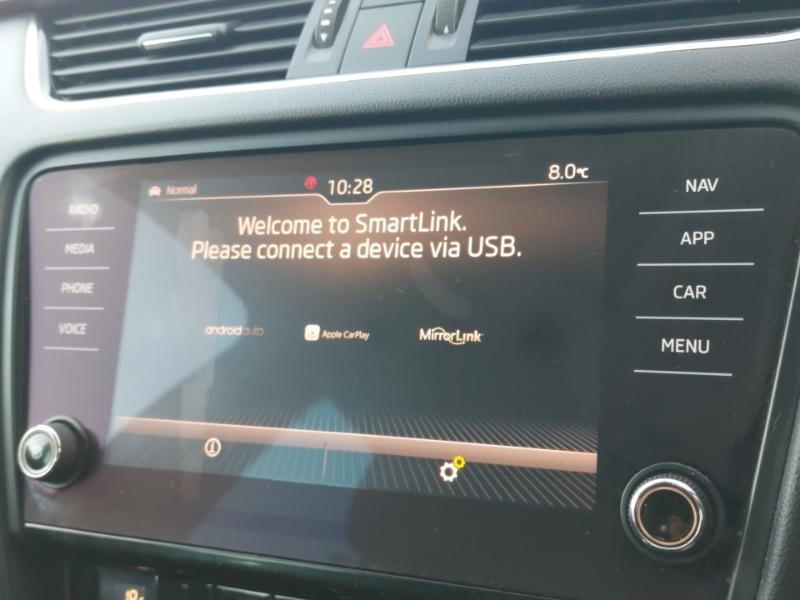 Normal
10:28
8.0°C
RADIO
MEDIA
PHONE
VOICE
Welcome to SmartLink.
Please connect a device via USB.
androidauto
Apple CarPlay
MirrorLink
NAV
APP
CAR
MENU